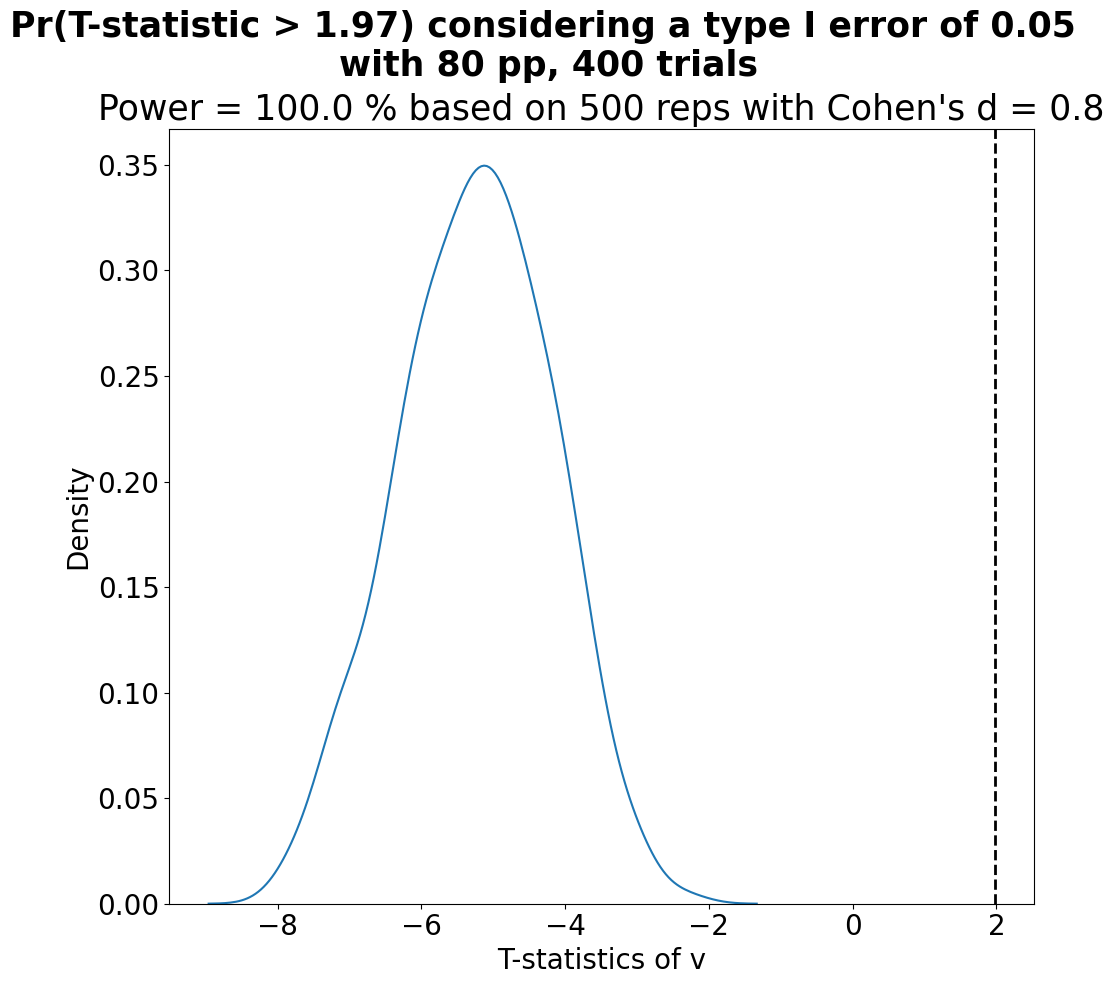 Pr(T-statistic > 1.97) considering a type I error of 0.05
with 80 pp, 400 trials
Power = 100.0 % based on 500 reps with Cohen's d = 0.8
0.35
0.30
0.25
0.20
0.15
0.10
0.05
0.00
Density
−8
−6
−4
−2
0
2
T-statistics of v